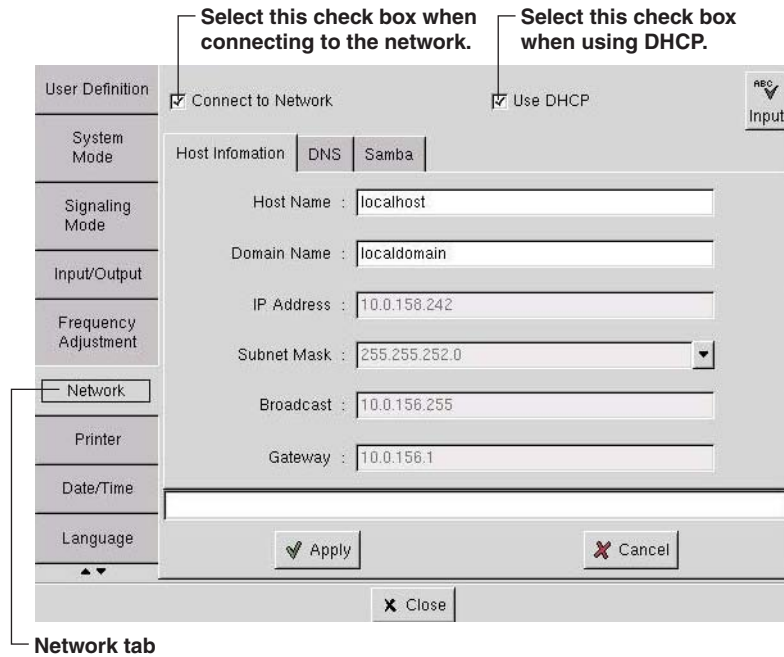 Select this check box when
connecting to the network.
Select this check box
when using DHCP.
User Definition
System
Mode
Signaling
Mode
Input/Output
Frequency
Adjustment
Network
Printer
Date/Time
Language
Connect to Network
Use DHCP
ABC
Input
Host Infomation
DNS
Samba
Host Name : localhost
Domain Name : localdomain
IP Address : 10.0.158.242
Subnet Mask : 255.255.252.0
Broadcast : 10.0.156.255
Gateway : 10.0.156.1
Apply
Cancel
Close
Network tab